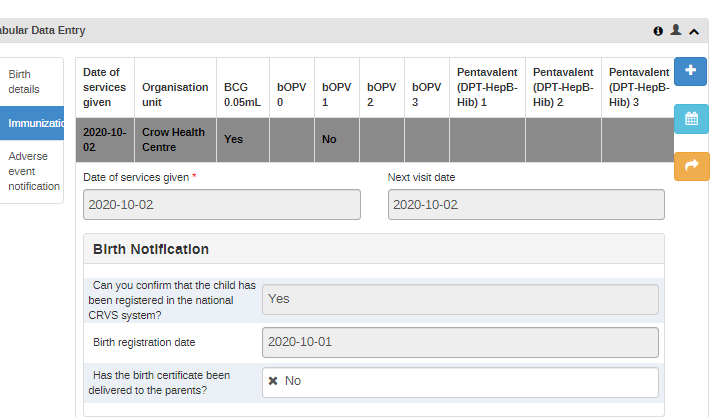 abular Data Entry
Birth
details
Immunizatio
Adverse
event
notification
Date of
services
given
Organisation
unit
BCG
0.05mL
bOPV
0
bOPV
1
bOPV
2
bOPV
3
Pentavalent
(DPT-HepB-
Hib) 1
Pentavalent
(DPT-HepB-
Hib) 2
Pentavalent
(DPT-HepB-
Hib) 3
2020-10-
02
Crow Health
Centre
Yes
No
Date of services given *
Next visit date
2020-10-02
2020-10-02
Birth Notification
Can you confirm that the child has
been registered in the national
CRVS system?
Yes
Birth registration date
2020-10-01
Has the birth certificate been
delivered to the parents?
✖ No